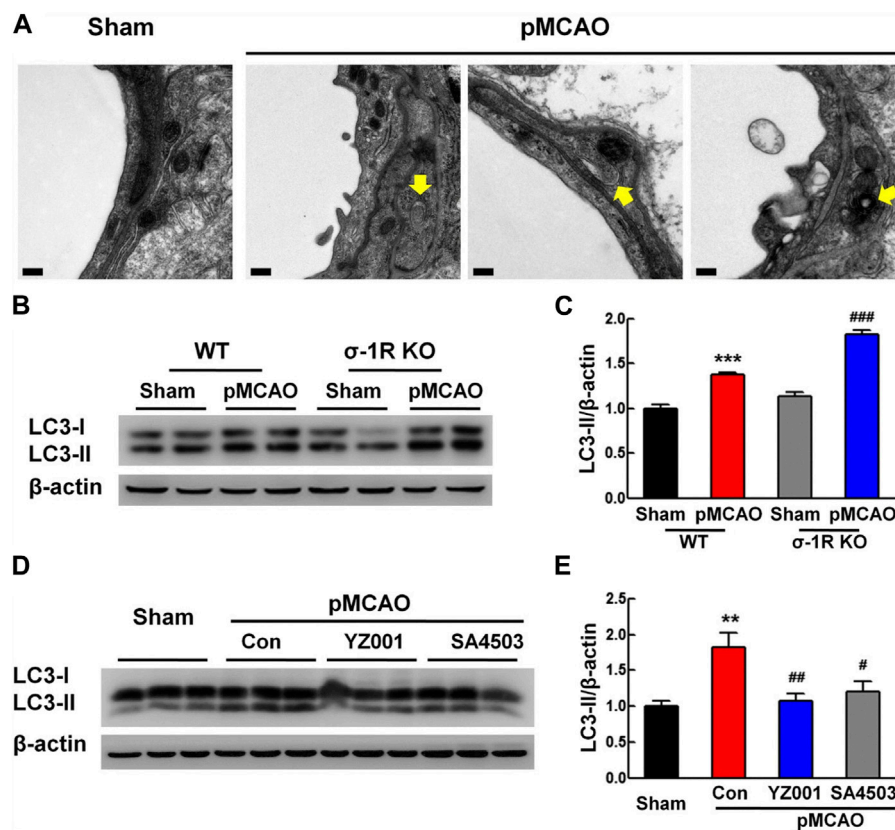 A
Sham
pMCAO
B
WT
σ-1R KO
Sham pMCAO Sham pMCAO
LC3-I
LC3-II
β-actin
C
LC3-II/β-actin
2.0
1.5
1.0
0.5
0.0
***
###
Sham pMCAO Sham pMCAO
WT
σ-1R KO
D
Sham
pMCAO
Con YZ001 SA4503
LC3-I
LC3-II
β-actin
E
LC3-II/β-actin
2.5
2.0
1.5
1.0
0.5
0.0
**
##
#
Sham
Con YZ001 SA4503
pMCAO